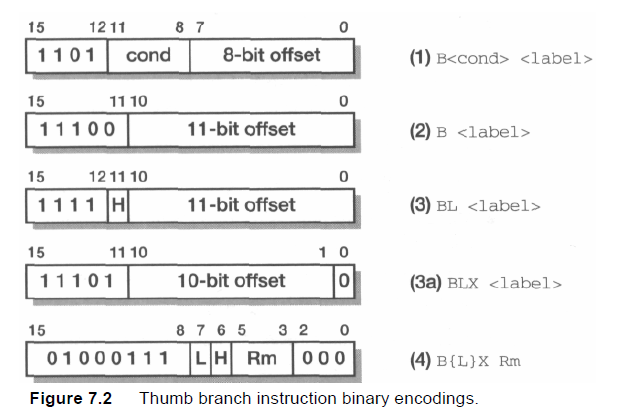 15 12 11 8 7 0
1101 cond 8-bit offset (1) B<cond> <label>
15 11 10 0
11100 11-bit offset (2) B <label>
15 12 11 10 0
1111 H 11-bit offset (3) BL <label>
15 11 10 1 0
11101 10-bit offset 0 (3a) BLX <label>
15 8 7 6 5 3 2 0
01000111 L H Rm 000 (4) B{L}X Rm
Figure 7.2 Thumb branch instruction binary encodings.